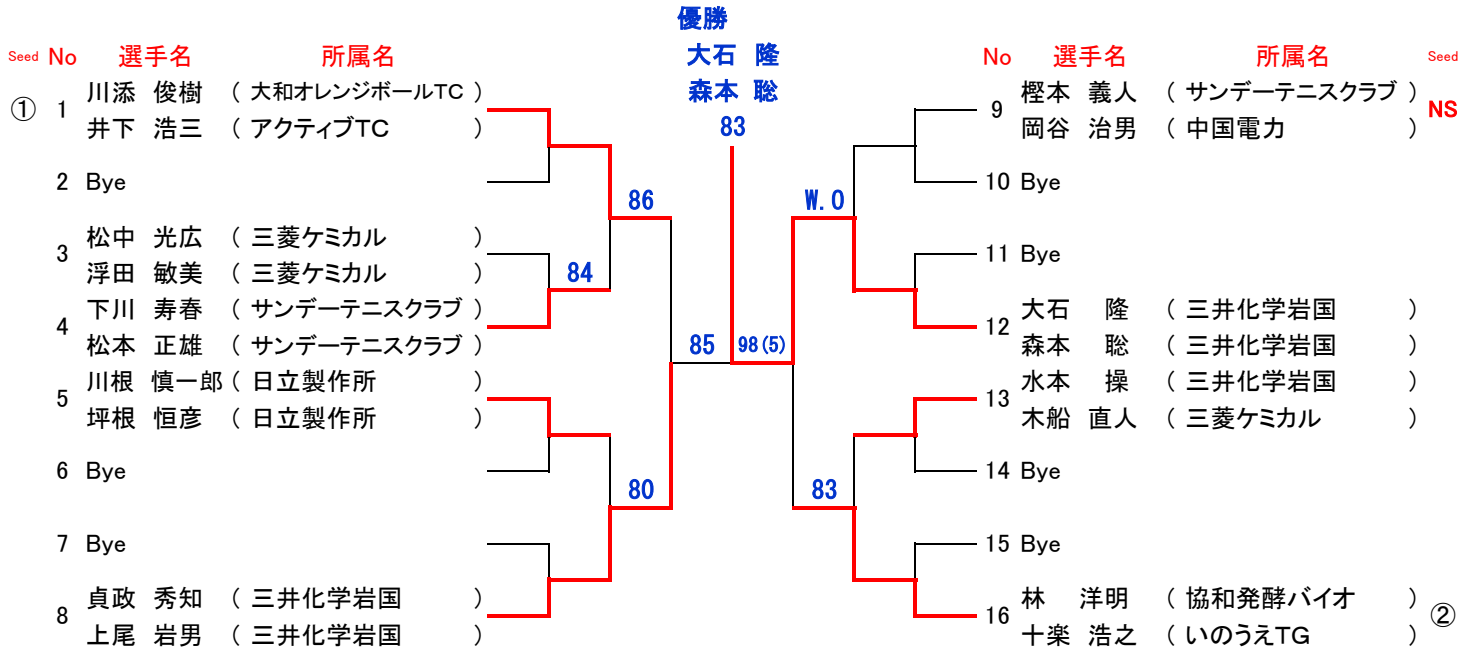 優勝
大石 隆
森本 聡
83
Seed No 選手名 所属名
① 1 川添 俊樹 ( 大和オレンジボールTC )
井下 浩三 ( アクティブTC )
2 Bye
3 松中 光広 ( 三菱ケミカル )
浮田 敏美 ( 三菱ケミカル )
4 下川 寿春 ( サンデーテニスクラブ )
松本 正雄 ( サンデーテニスクラブ )
5 川根 慎一郎 ( 日立製作所 )
坪根 恒彦 ( 日立製作所 )
6 Bye
7 Bye
8 貞政 秀知 ( 三井化学岩国 )
上尾 岩男 ( 三井化学岩国 )
86
84
85
80
98(5)
W.O
83
No 選手名 所属名 Seed
9 樫本 義人 ( サンデーテニスクラブ ) NS
岡谷 治男 ( 中国電力 )
10 Bye
11 Bye
12 大石 隆 ( 三井化学岩国 )
森本 聡 ( 三井化学岩国 )
13 水本 操 ( 三井化学岩国 )
木船 直人 ( 三菱ケミカル )
14 Bye
15 Bye
16 林 洋明 ( 協和発酵バイオ ) ②
十楽 浩之 ( いのうえTG )